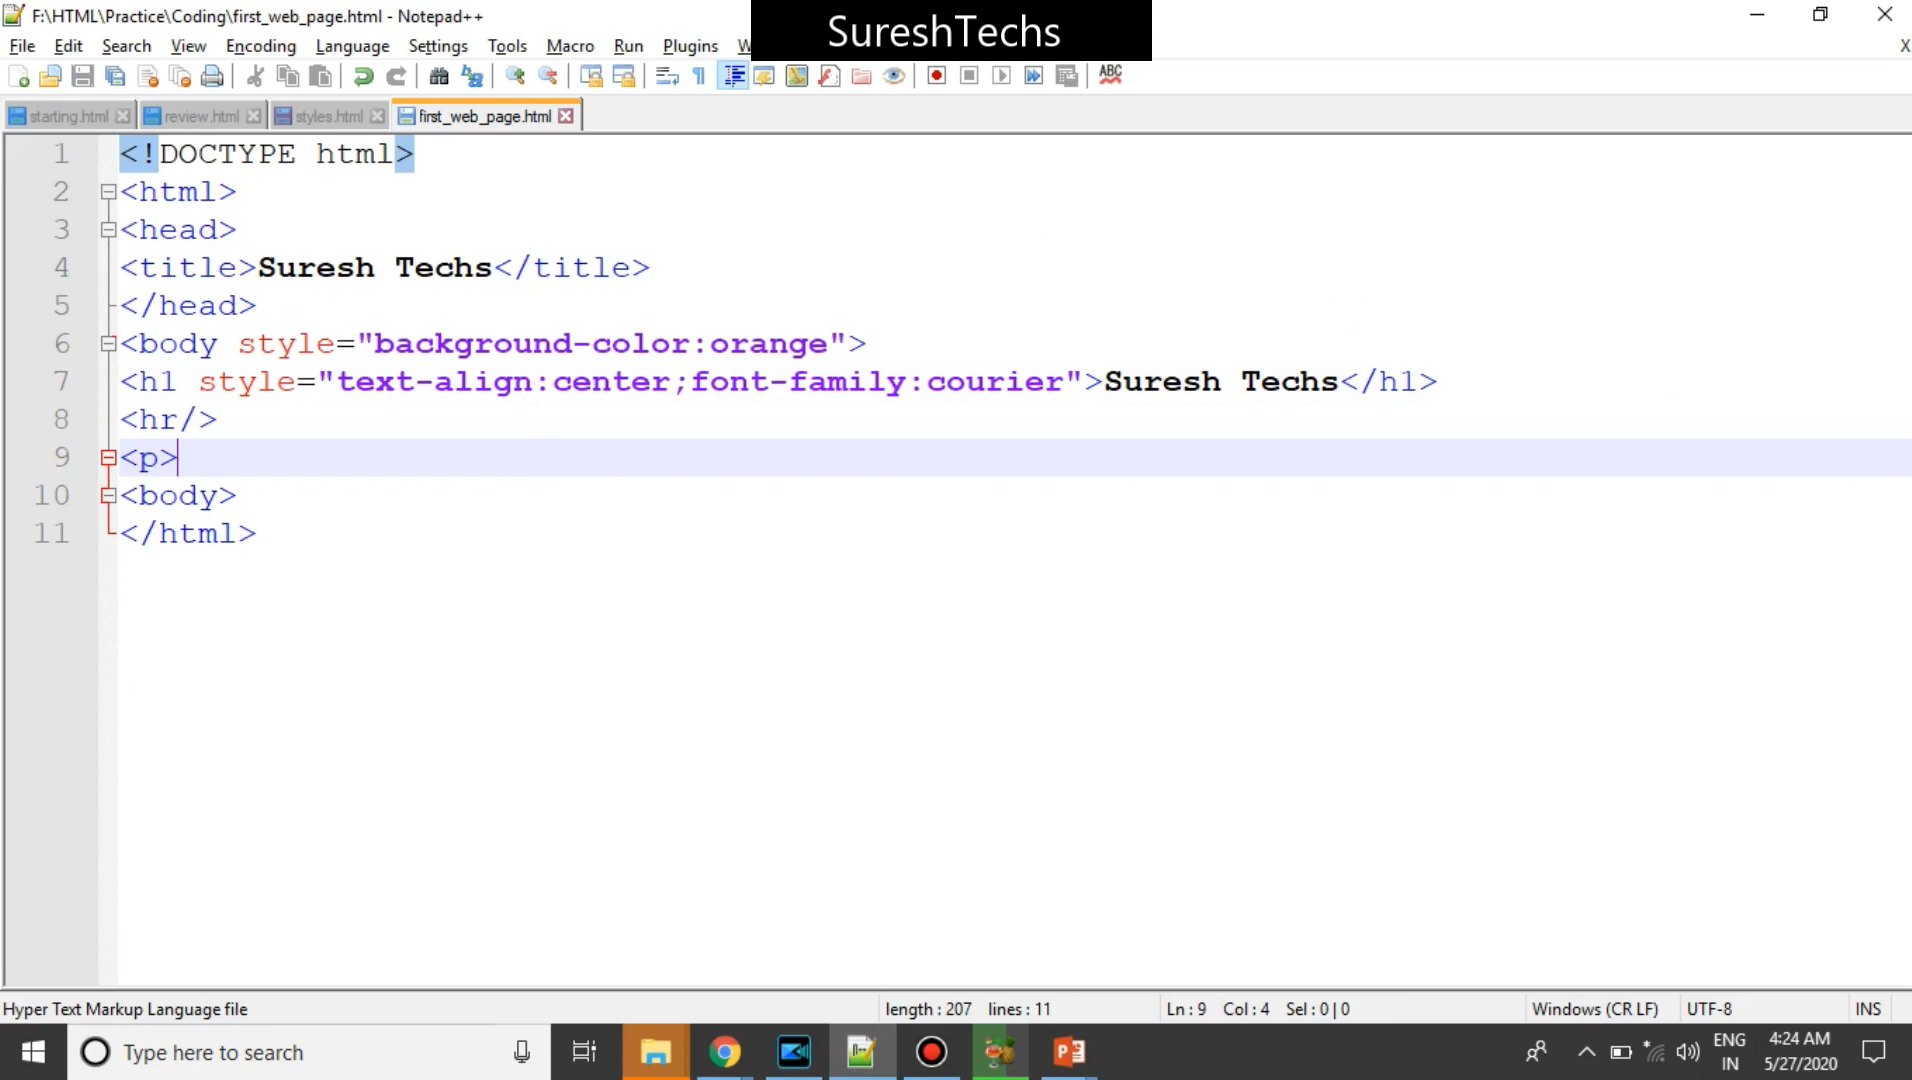 F:\HTML\Practice\Coding\first_web_page.html - Notepad++
SureshTechs
File Edit Search View Encoding Language Settings Tools Macro Run Plugins W
X
ABC
starting.html review.html styles.html first_web_page.html
1 <!DOCTYPE html>
2 <html>
3 <head>
4 <title>Suresh Techs</title>
5 </head>
6 <body style="background-color:orange">
7 <h1 style="text-align:center;font-family:courier">Suresh Techs</h1>
8 <hr/>
9 <p>
10 <body>
11 </html>
Hyper Text Markup Language file length : 207 lines : 11 Ln : 9 Col : 4 Sel : 0 | 0 Windows (CR LF) UTF-8 INS
Type here to search
ENG
IN
4:24 AM
5/27/2020